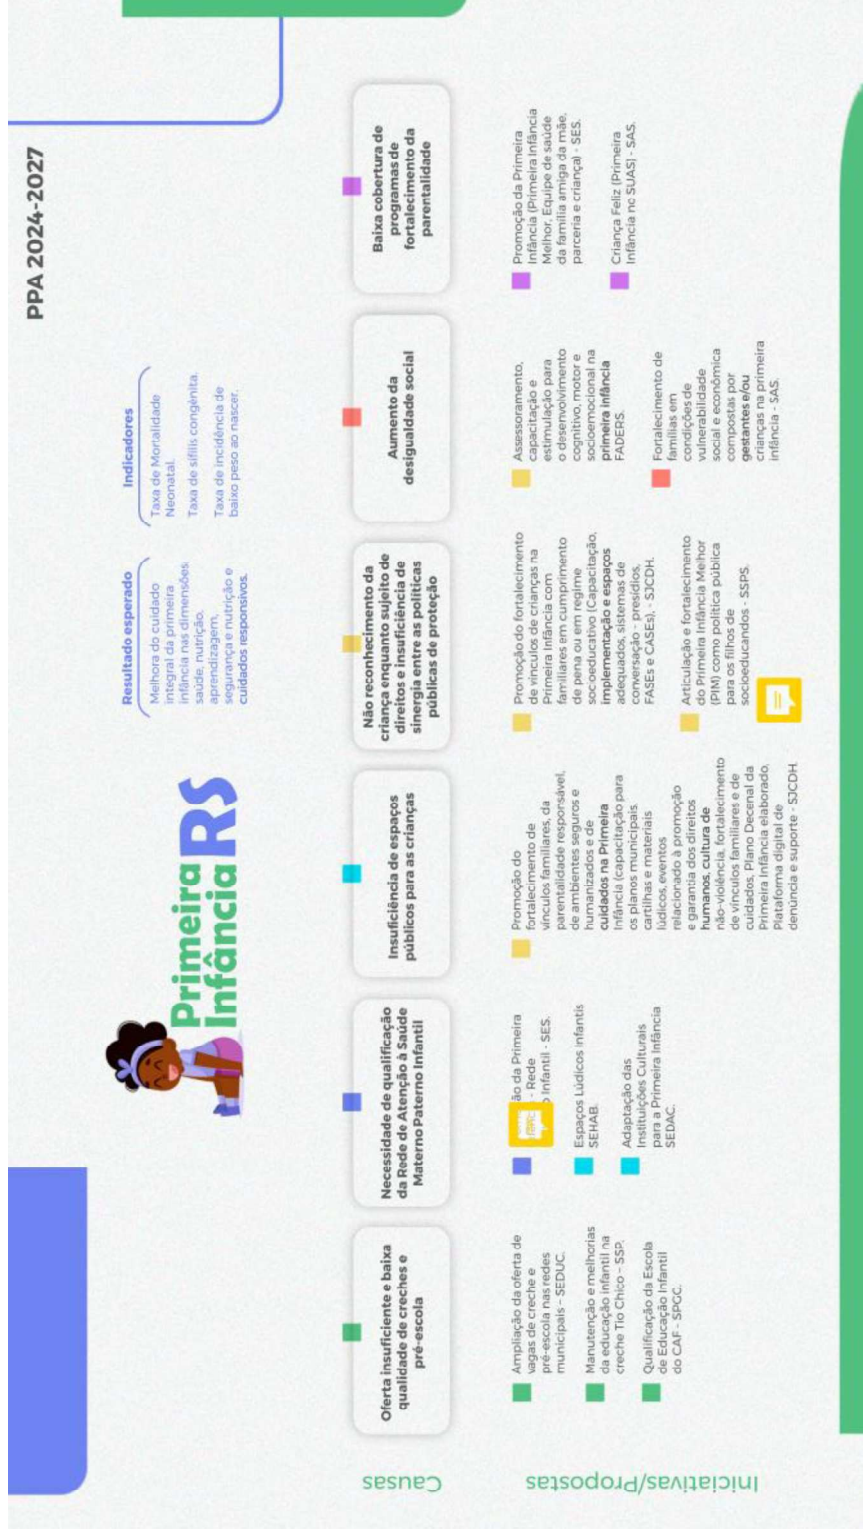 PPA 2024-2027
Primeira
Infância RS
Resultado esperado
Melhora do cuidado
integral da primeira
infância nas dimensões:
saúde, nutrição,
aprendizagem,
segurança e nutrição e
cuidados responsivos.
Indicadores
Taxa de Mortalidade
Neonatal.
Taxa de sífilis congênita.
Taxa de incidência de
baixo peso ao nascer.
Causas
Oferta insuficiente e baixa
qualidade de creches e
pré-escola
Necessidade de qualificação
da Rede de Atenção à Saúde
Materno Paterno Infantil
Insuficiência de espaços
públicos para as crianças
Não reconhecimento da
criança enquanto sujeito de
direitos e insuficiência de
sinergia entre as políticas
públicas de proteção
Aumento da
desigualdade social
Baixa cobertura de
programas de
fortalecimento da
parentalidade
Iniciativas/Propostas
Ampliação da oferta de
vagas de creche e
pré-escola nas redes
municipais – SEDUC.
Manutenção e melhorias
da educação infantil na
creche Tio Chico - SSP.
Qualificação da Escola
de Educação Infantil
do CAF - SPGC.
da Primeira
- Rede
Infantil - SES.
Espaços Lúdicos infantis
SEHAB.
Adaptação das
Instituições Culturais
para a Primeira Infância
SEDAC.
Promoção do
fortalecimento de
vínculos familiares, da
parentalidade responsável,
de ambientes seguros e
humanizados e de
cuidados na Primeira
Infância (capacitação para
os planos municipais
cartilhas e materiais
lúdicos, eventos
relacionado à promoção
e garantia dos direitos
humanos, cultura de
não-violência, fortalecimento
de vínculos familiares e de
cuidados, Plano Decenal da
Primeira Infância elaborado,
Plataforma digital de
denúncia e suporte - SJCDH.
Promoção do fortalecimento
de vínculos de crianças na
Primeira Infância com
familiares em cumprimento
de pena ou em regime
socoeducativo (Capacitação,
implementação e espaços
adequados, sistemas de
conversação - presídios,
FASEs e CASEs). - SJCDH.
Articulação e fortalecimento
do Primeira Infância Melhor
(PIM) como política pública
para os filhos de
socioeducandos - SSPS.
Assessoramento,
capacitação e
estimulação para
o desenvolvimento
cognitivo, motor e
socioemocional na
primeira infância
FADERS.
Fortalecimento de
famílias em
condições de
vulnerabilidade
social e econômica
compostas por
gestantes e/ou
crianças na primeira
infância - SAS.
Promoção da Primeira
Infância (Primeira Infância
Melhor, Equipe de saúde
da família amiga da mãe,
parceria e criança) - SES.
Criança Feliz (Primeira
Infância no SUAS) - SAS.